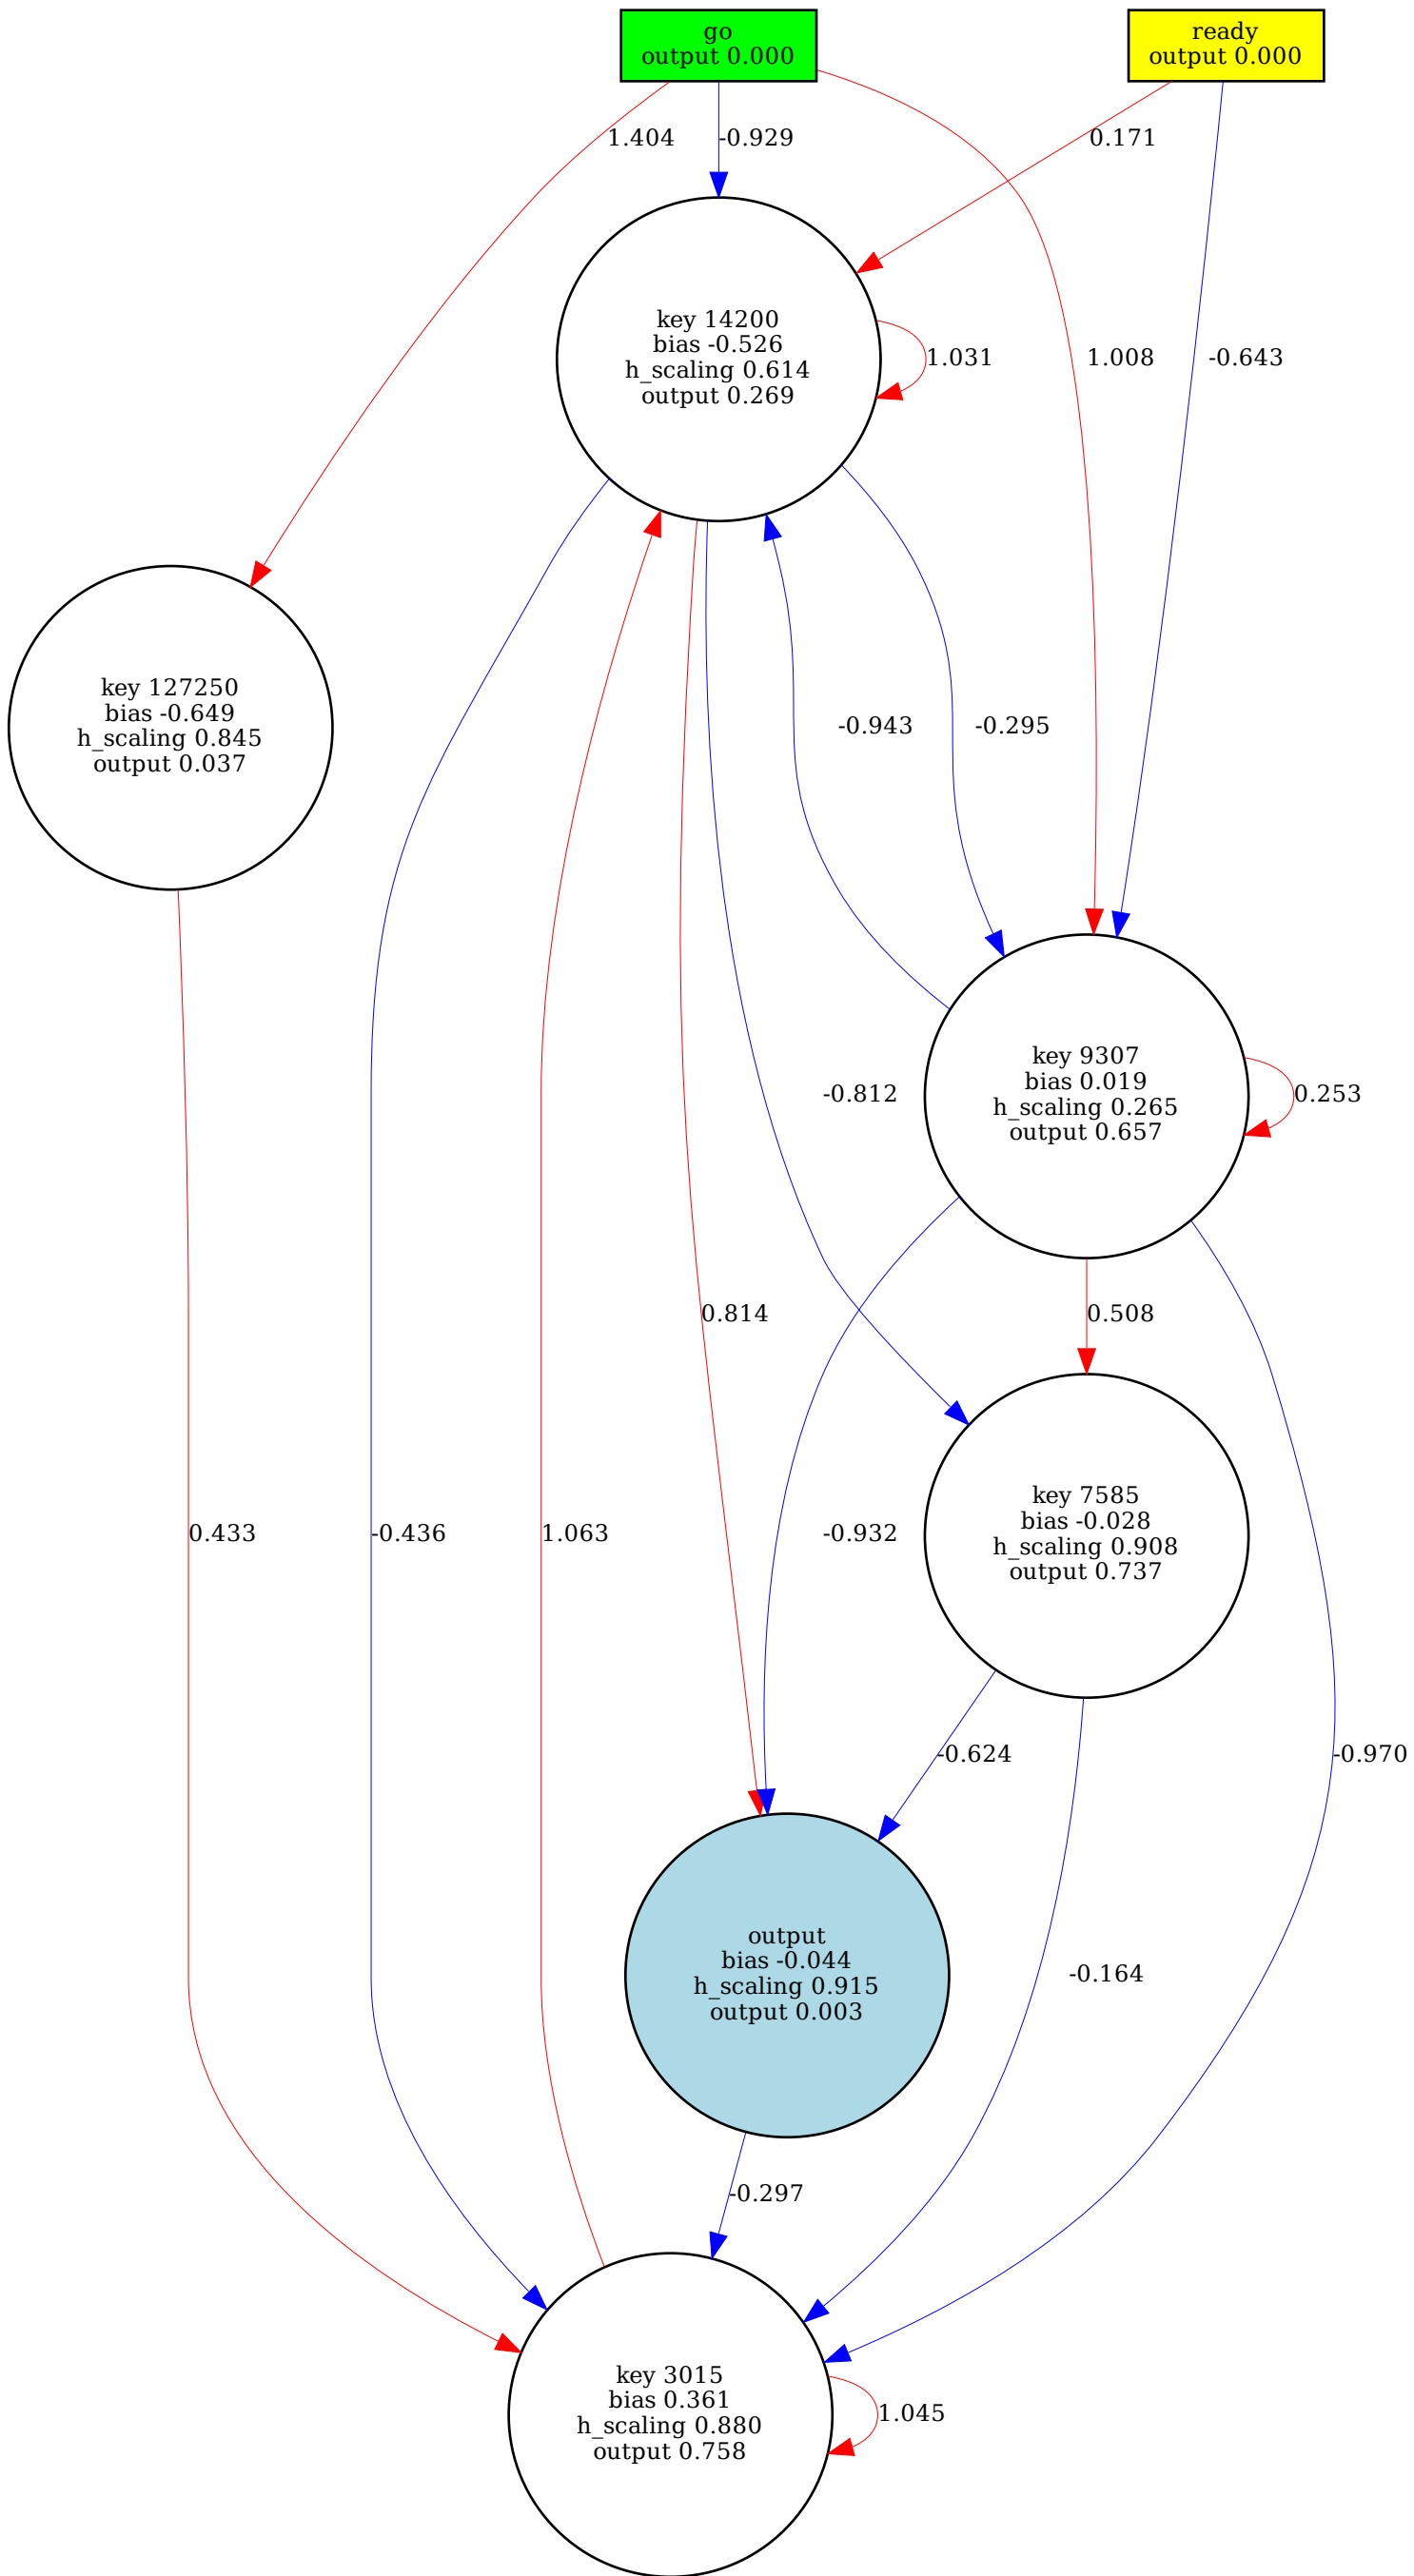 go
output 0.000
ready
output 0.000
1.404
-0.929
0.171
key 14200
bias -0.526
h_scaling 0.614
output 0.269
1.031
1.008
-0.643
key 127250
bias -0.649
h_scaling 0.845
output 0.037
-0.943
-0.295
key 9307
bias 0.019
h_scaling 0.265
output 0.657
-0.812
0.253
0.814
0.508
key 7585
bias -0.028
h_scaling 0.908
output 0.737
0.433
-0.436
1.063
-0.932
-0.624
-0.970
output
bias -0.044
h_scaling 0.915
output 0.003
-0.164
-0.297
key 3015
bias 0.361
h_scaling 0.880
output 0.758
1.045